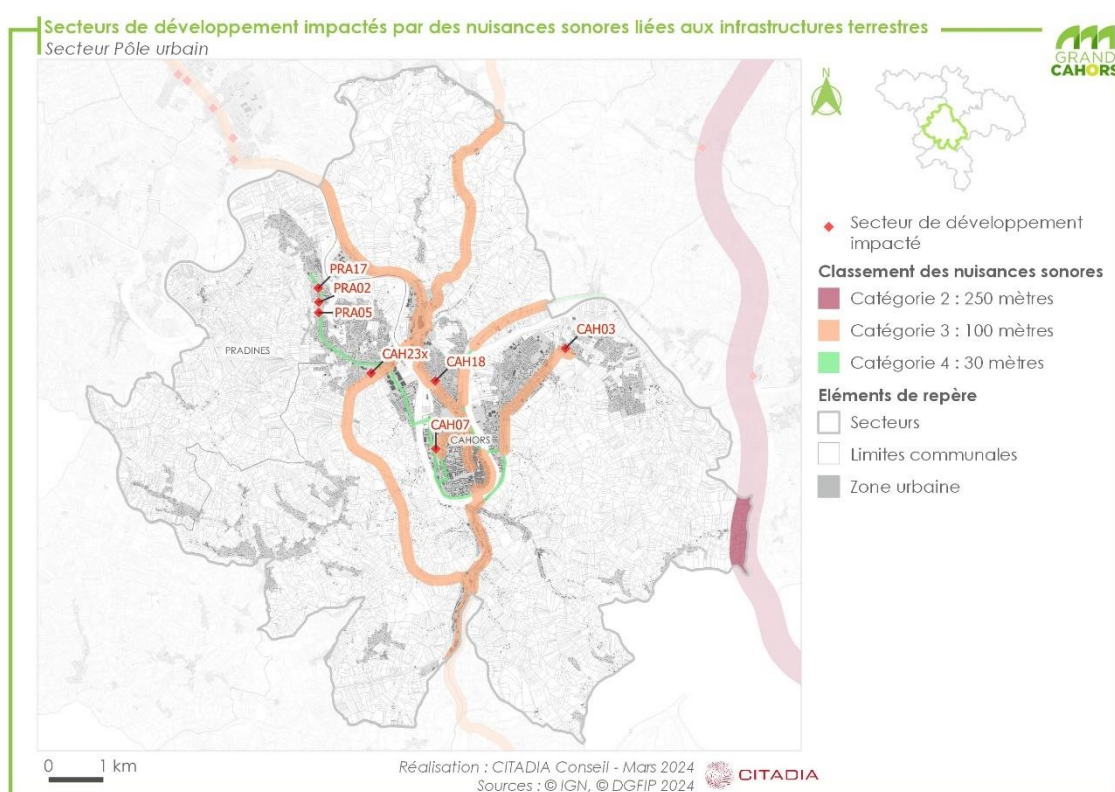 Secteurs de développement impactés par des nuisances sonores liées aux infrastructures terrestres
Secteur Pôle urbain
GRAND
CAHORS
N
PRA17
PRA02
PRA05
PRADINES
CAH23x
CAH18
CAH03
CAH07
CAHORS
Secteur de développement
impacté
Classement des nuisances sonores
Catégorie 2 : 250 mètres
Catégorie 3 : 100 mètres
Catégorie 4 : 30 mètres
Eléments de repère
Secteurs
Limites communales
Zone urbaine
0 1 km
Réalisation : CITADIA Conseil - Mars 2024
Sources : © IGN, © DGFIP 2024
CITADIA